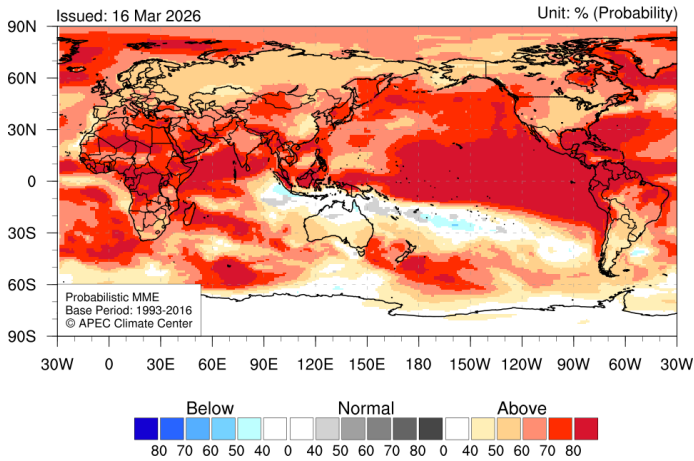 Issued: 16 Mar 2026
Unit: % (Probability)
90N
60N
30N
0
30S
60S
90S
Probabilistic MME
Base Period: 1993-2016
© APEC Climate Center
30W 0 30E 60E 90E 120E 150E 180 150W 120W 90W 60W 30W
Below Normal Above
80 70 60 50 40 0 40 50 60 70 80 0 40 50 60 70 80